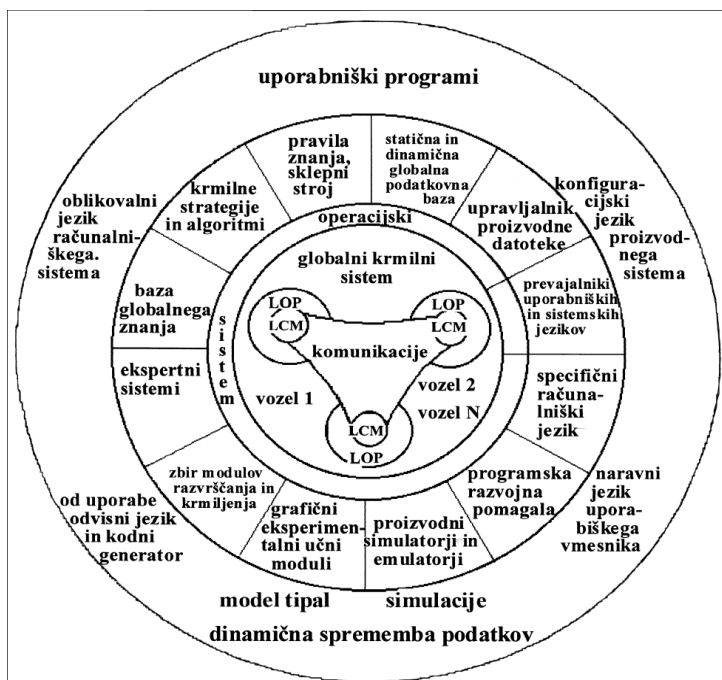 uporabniški programi
oblikovalni
jezik
računalni-
škega.
sistema
krmilne
strategije
in algoritmi
pravila
znanja,
sklepni
stroj
statična in
dinamična
globalna
podatkovna
baza
upravljalnik
proizvodne
datoteke
konfigura-
cijski
jezik
proizvod-
nega
sistema
baza
globalnega
znanja
operacijski
sistem
prevajalniki
uporabniških
in sistemskih
jezikov
globalni krmilni
sistem
LOP
LCM
LOP
LCM
komunikacije
vozel 1
vozel 2
vozel N
LCM
LOP
ekspertni
sistemi
specifični
računa-
lniški
jezik
zbir modulov
razvrščanja in
krmiljenja
grafični
eksperimen-
talni učni
moduli
proizvodni
simulatorji in
emulatorji
programska
razvojna
pomagala
od uporabe
odvisni jezik
in kodni
generator
naravni
jezik
upora-
biškega
vmesnika
model tipal
simulacije
dinamična sprememba podatkov